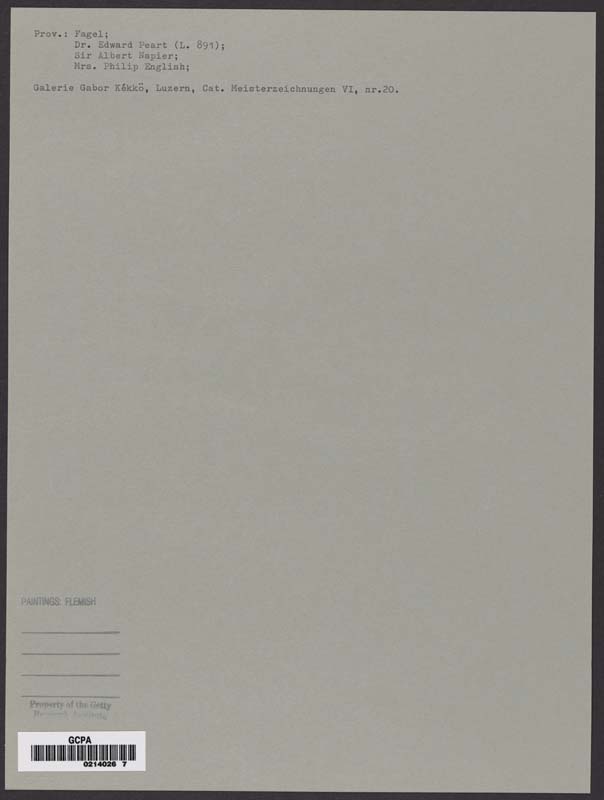 Prov.: Fagel;
Dr. Edward Peart (L. 891);
Sir Albert Napier;
Mrs. Philip English;
Galerie Gabor Kékkö, Luzern, Cat. Meisterzeichnungen VI, nr.20.
PAINTINGS: FLEMISH
Property of the Getty
Research Institute
GCPA
0214026 7